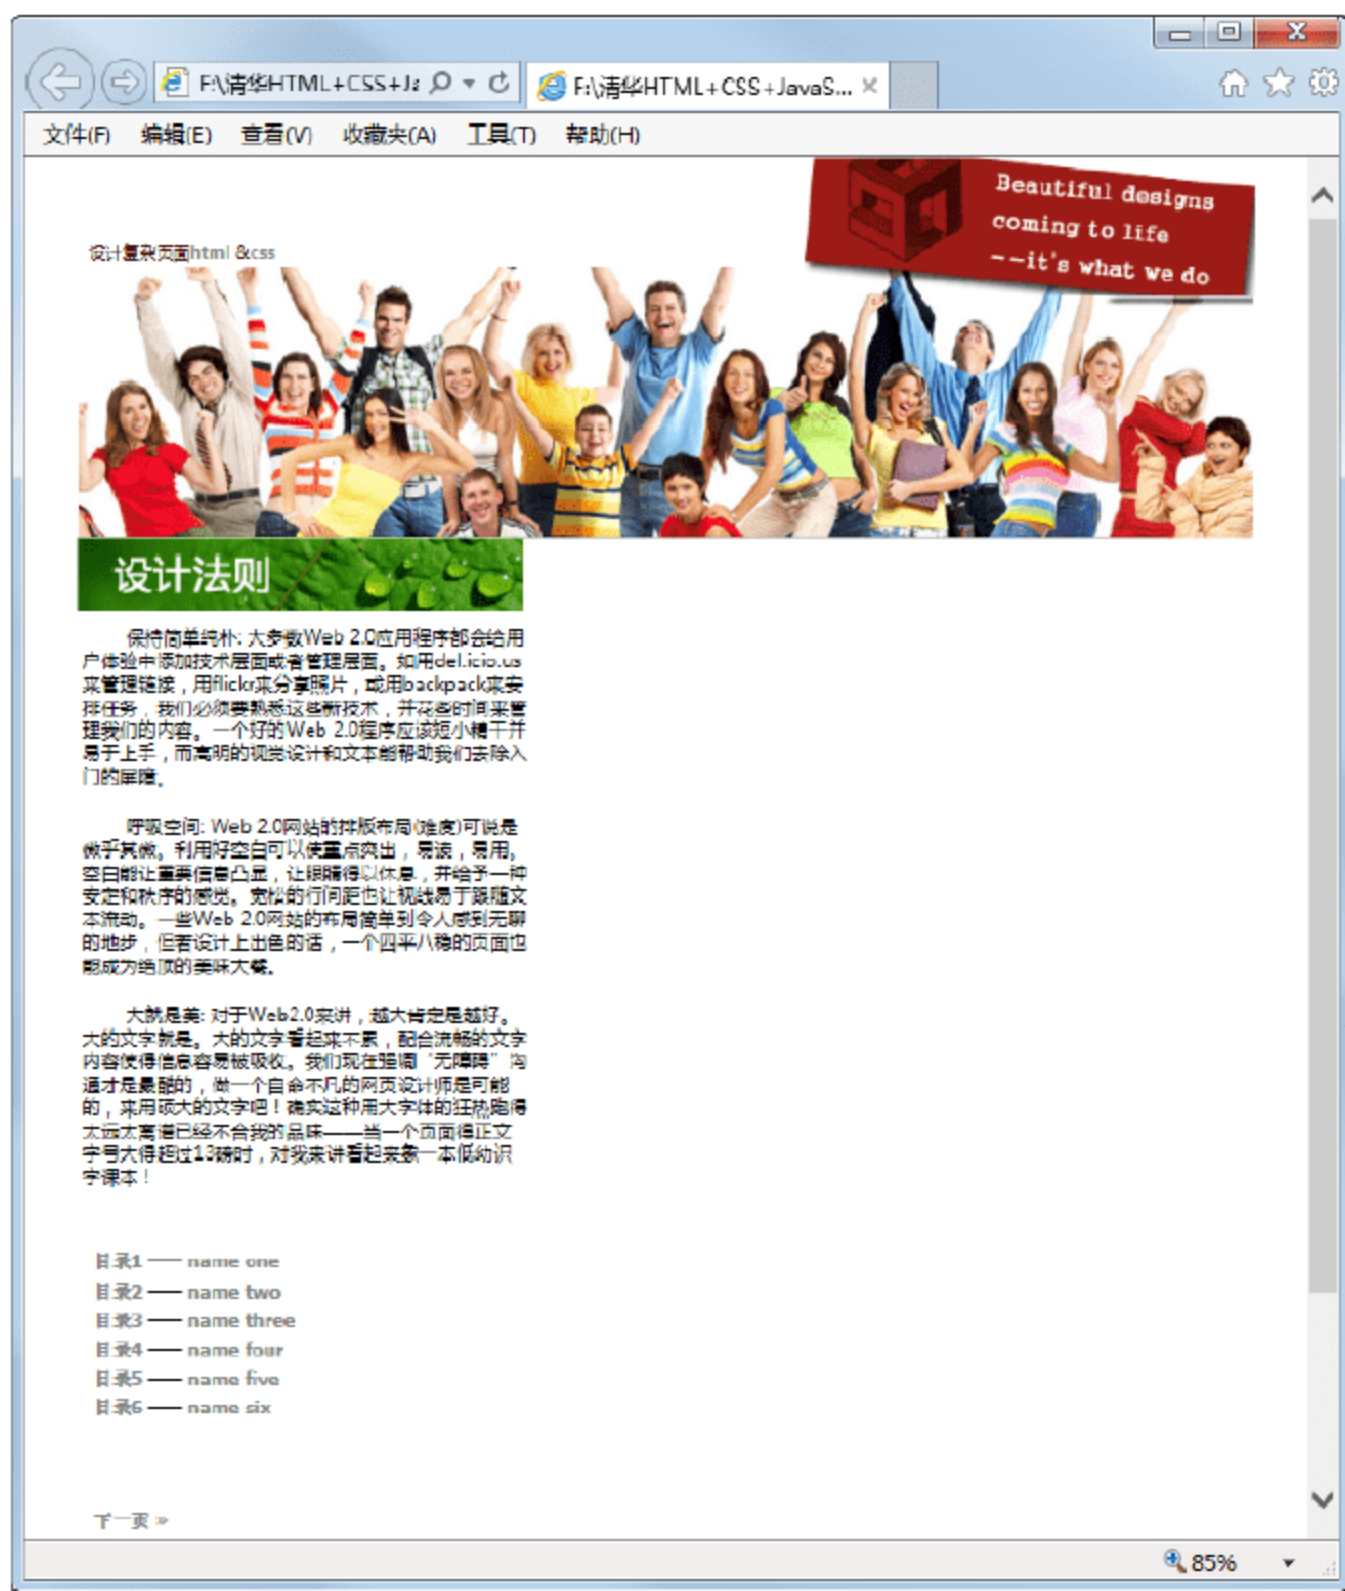 F:\清华HTML+CSS+Ja
F:\清华HTML+CSS+JavaS...
文件(F) 编辑(E) 查看(V) 收藏夹(A) 工具(T) 帮助(H)
Beautiful designs
coming to life
--it's what we do
设计复杂页面html &css
设计法则
保持简单纯朴: 大多数Web 2.0应用程序都会给用
户体验中添加技术层面或者管理层面。如用del.icio.us
来管理链接，用flickr来分享照片，或用backpack来安
排任务，我们必须要熟悉这些新技术，并花些时间来管
理我们的内容。一个好的Web 2.0程序应该短小精干并
易于上手，而高明的视觉设计和文本能帮助我们去除入
门的屏障。
呼吸空间: Web 2.0网站的排版布局(难度)可说是
微乎其微。利用好空白可以使重点突出，易读，易用。
空白能让重要信息凸显，让眼睛得以休息，并给予一种
安定和秩序的感觉。宽松的行间距也让视线易于跟随文
本流动。一些Web 2.0网站的布局简单到令人感到无聊
的地步，但若设计上出色的话，一个四平八稳的页面也
能成为绝顶的美味大餐。
大就是美: 对于Web2.0来讲，越大肯定是越好。
大的文字就是。大的文字看起来不累，配合流畅的文字
内容使得信息容易被吸收。我们现在强调“无障碍”沟
通才是最酷的，做一个自命不凡的网页设计师是可能
的，来用硕大的文字吧！确实这种用大字体的狂热跑得
太远太离谱已经不合我的品味——当一个页面得正文
字号大得超过13磅时，对我来讲看起来象一本低幼识
字课本！
目录1 —— name one
目录2 —— name two
目录3 —— name three
目录4 —— name four
目录5 —— name five
目录6 —— name six
下一页 »
85%